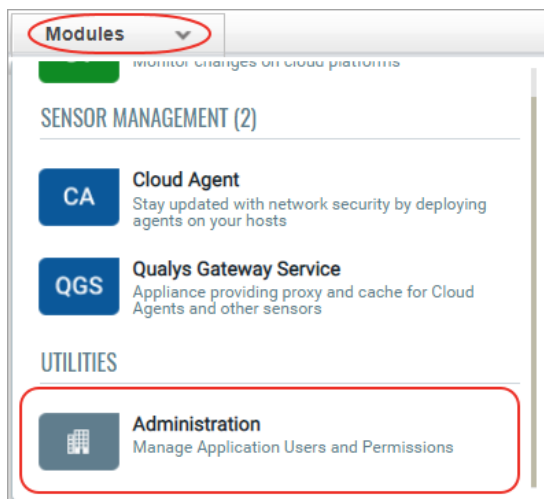 Modules
Monitor changes on cloud platforms
SENSOR MANAGEMENT (2)
CA
Cloud Agent
Stay updated with network security by deploying
agents on your hosts
QGS
Qualys Gateway Service
Appliance providing proxy and cache for Cloud
Agents and other sensors
UTILITIES
Administration
Manage Application Users and Permissions